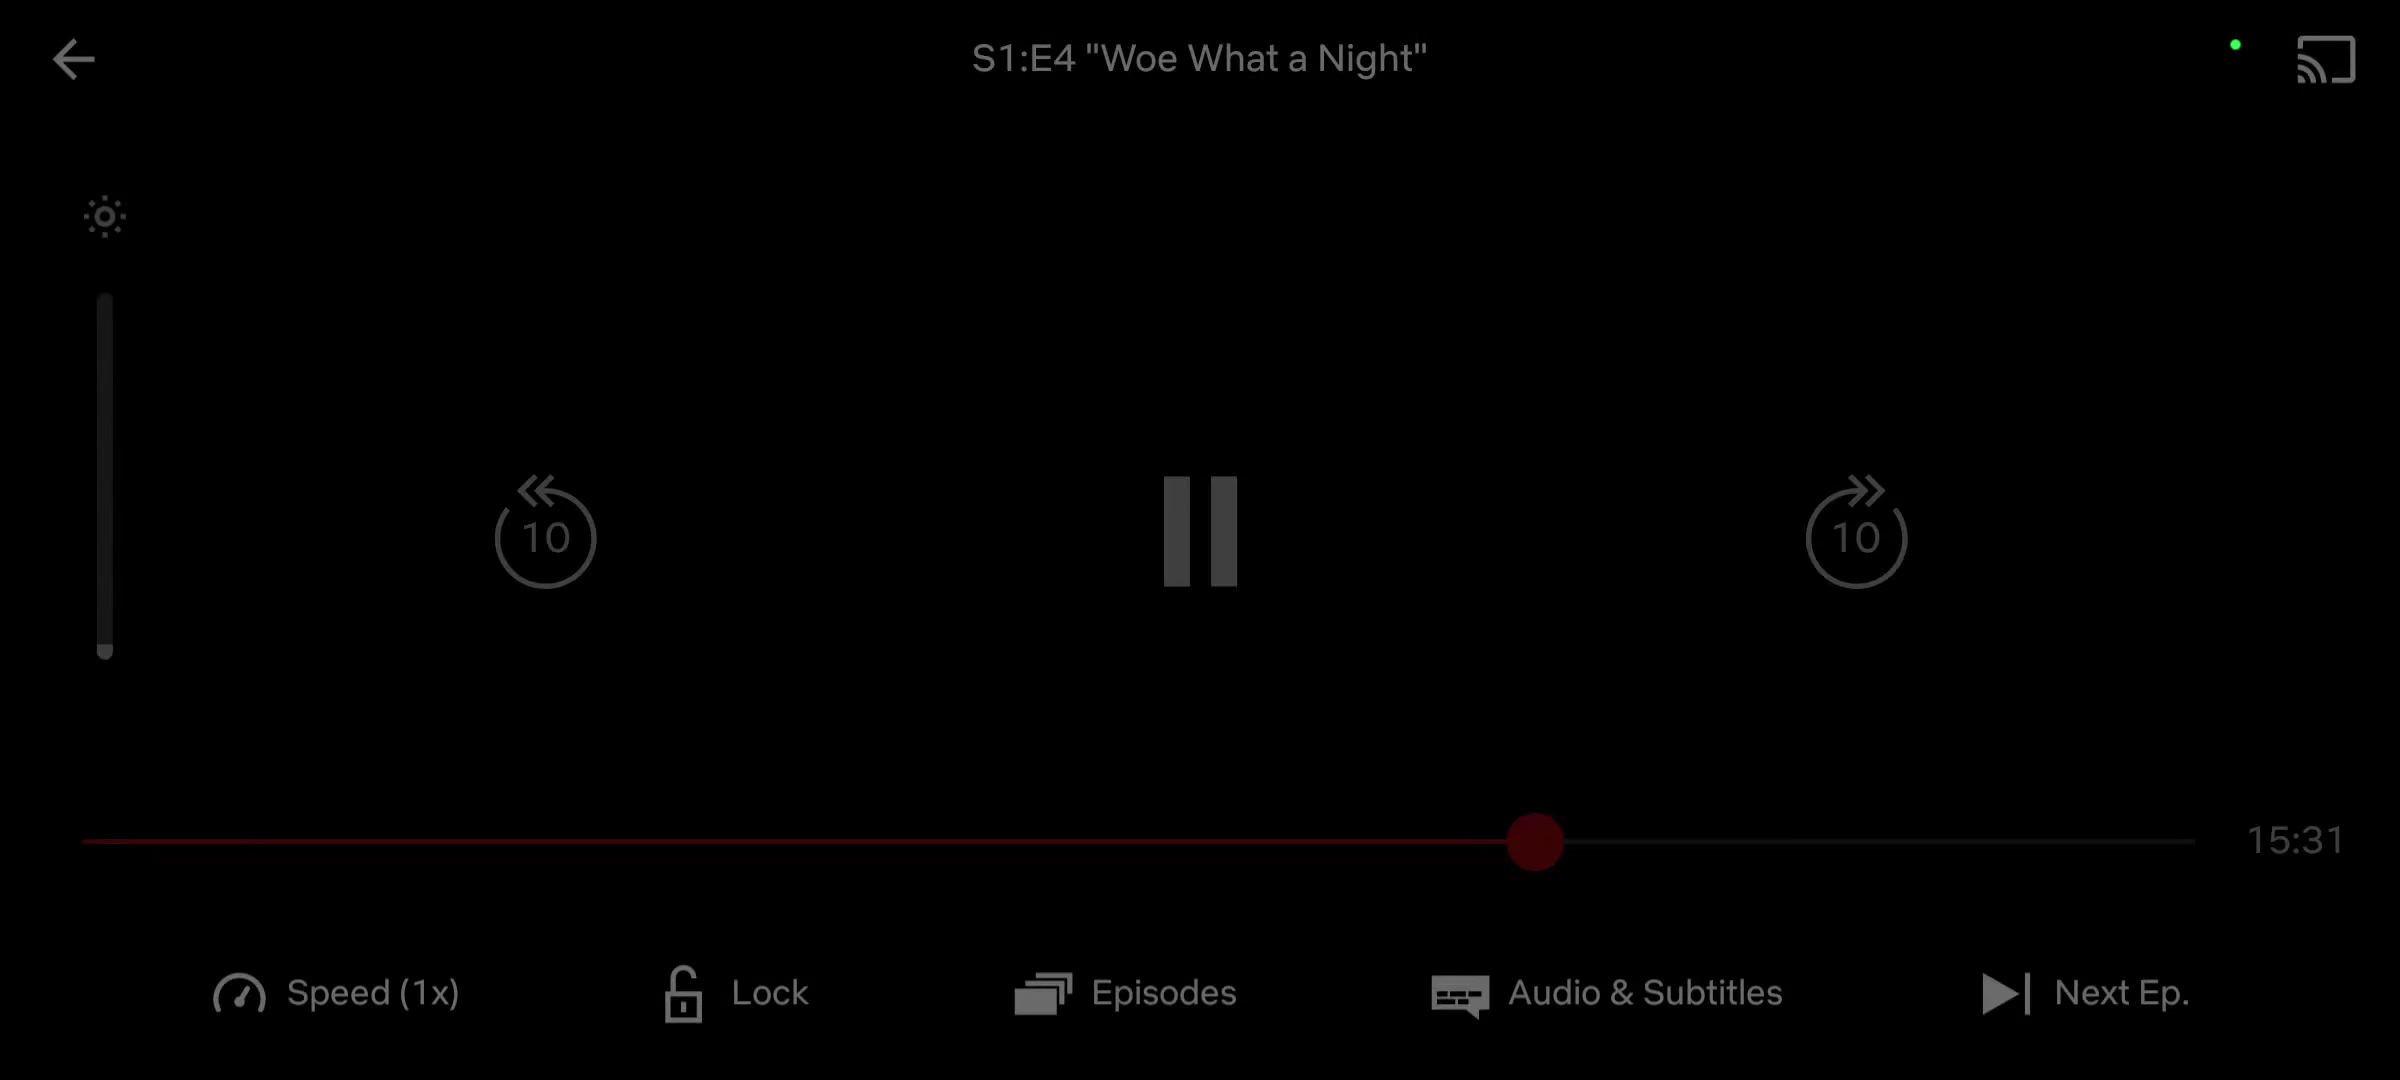 S1:E4 "Woe What a Night"
10
10
15:31
Speed (1x)
Lock
Episodes
Audio & Subtitles
Next Ep.